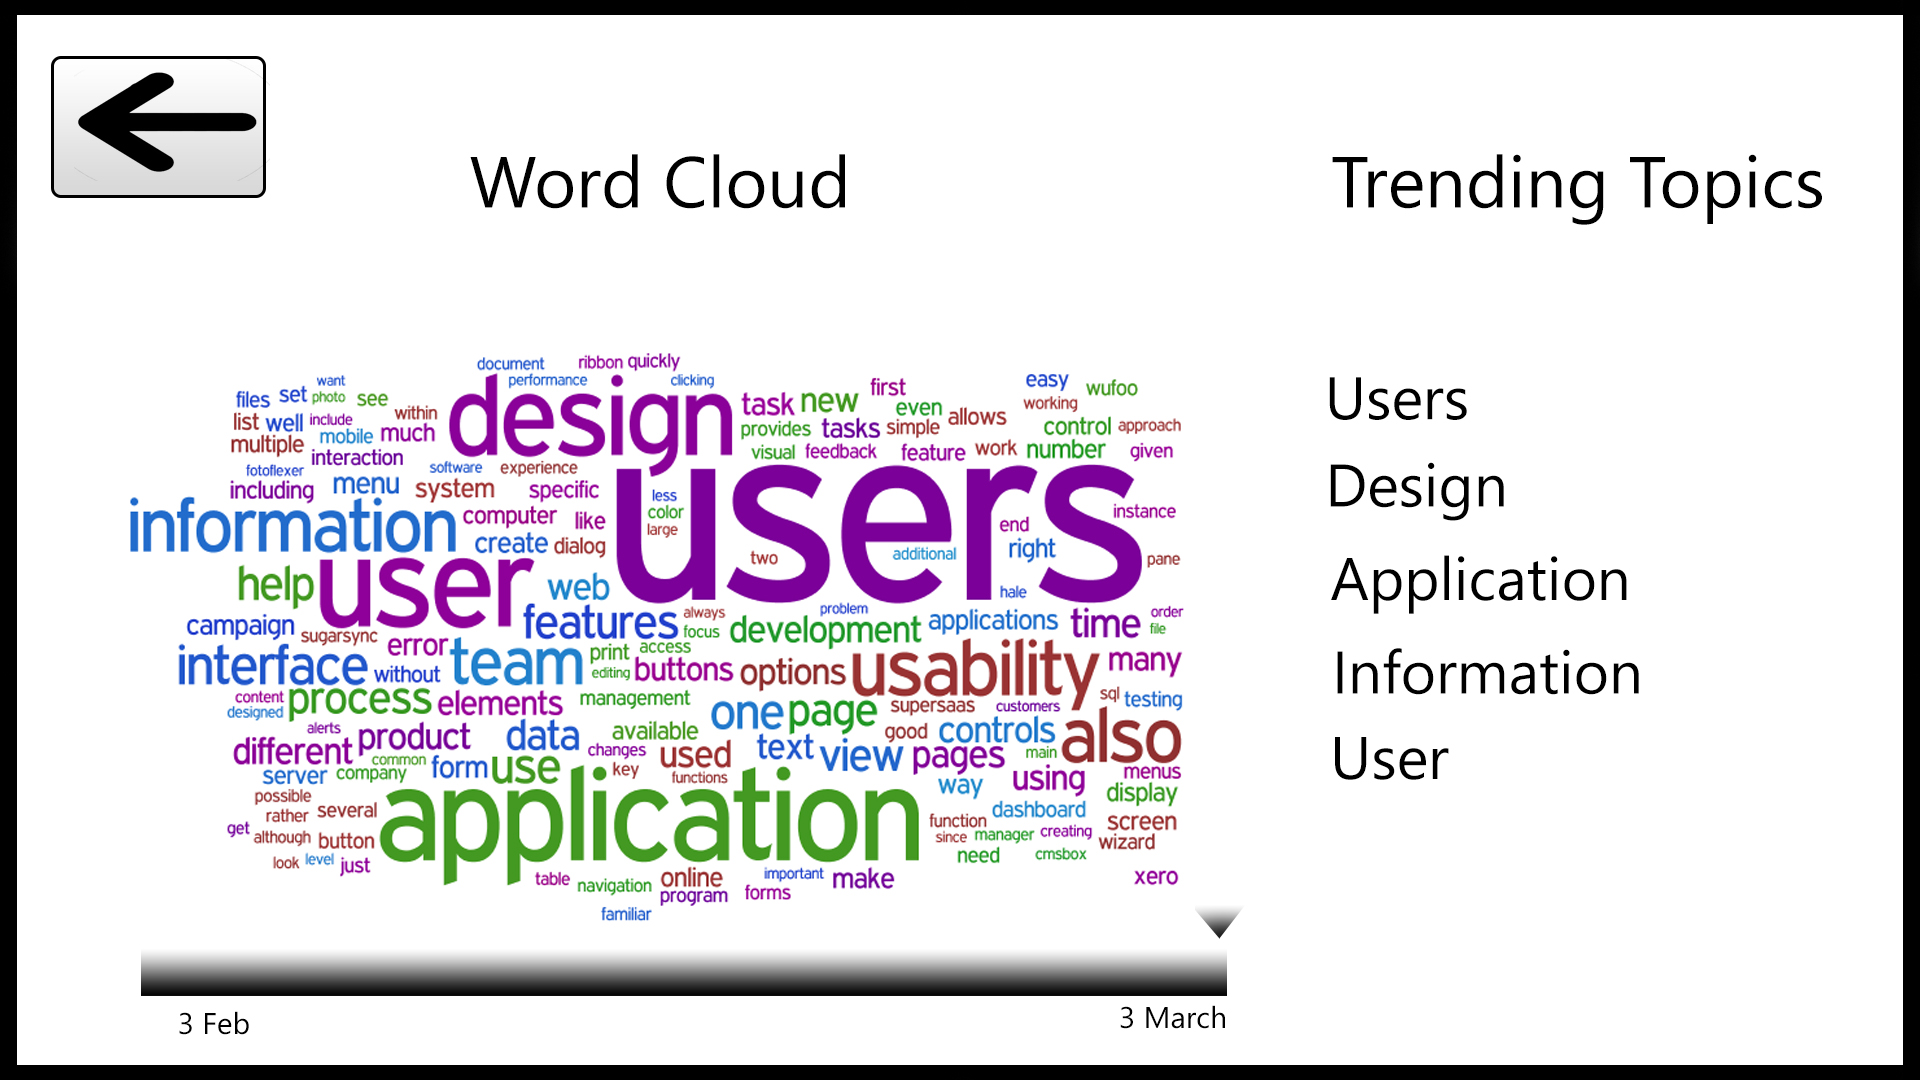 Word Cloud
Trending Topics
document ribbon quickly
want performance clicking
files set photo see design task new first even allows easy wufoo
list well include within working
multiple mobile much provides tasks simple control approach
interaction visual feedback feature work number given
fotoflexer software experience
including menu system specific users less
information computer like color end instance
create dialog large
help user web two additional right pane
hale
campaign features always problem applications time order
sugarsync error focus development file
interface without team print access buttons options usability many
editing
content process elements management one page supersaas customers sql testing
designed
alerts product data available good controls also
different common changes used text view pages main
server company form use key functions way using menus
possible display
rather several application dashboard
get although button function screen
since manager creating wizard
look level just need cmsbox
table navigation online important make xero
program forms
familiar
3 Feb
3 March
Users
Design
Application
Information
User